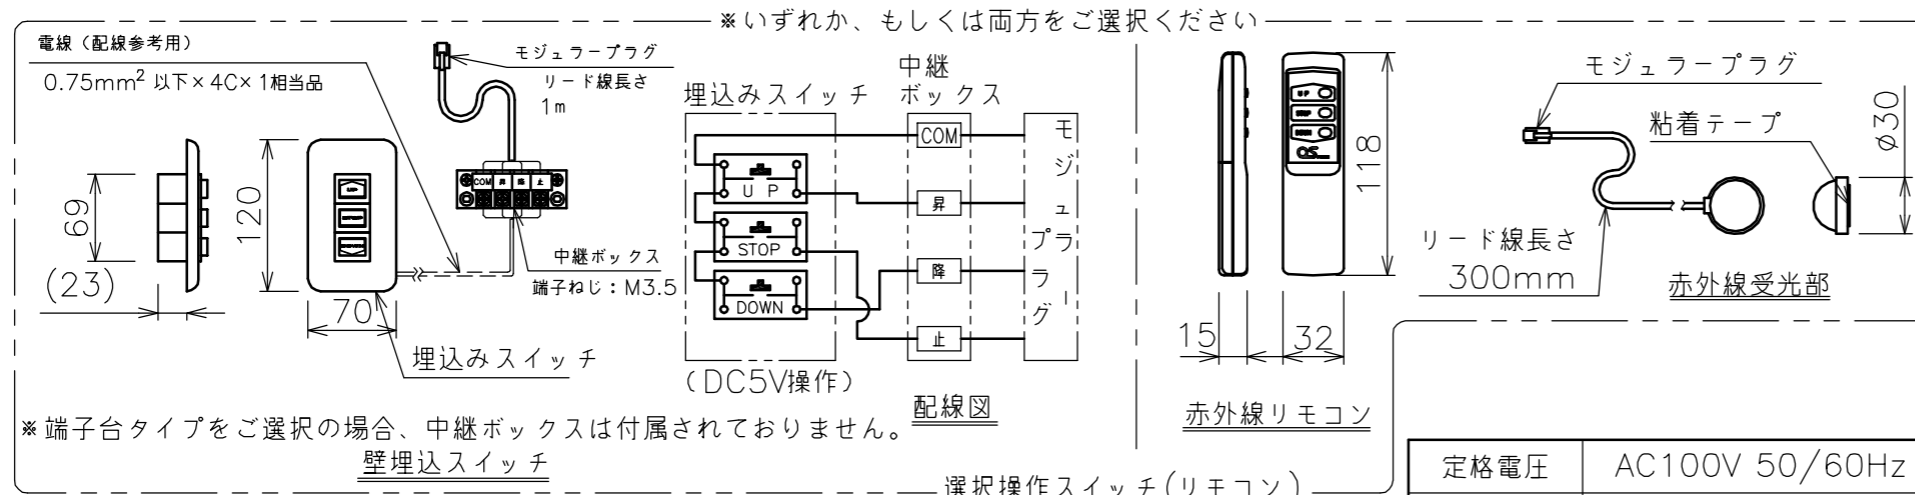 ※いずれか、もしくは両方をご選択ください
電線（配線参考用）
0.75mm² 以下×4C×1相当品
モジュラープラグ
リード線長さ
1m
69
(23)
120
70
COM 昇 降 止
中継ボックス
端子ねじ：M3.5
埋込みスイッチ
埋込みスイッチ
中継
ボックス
UP
STOP
DOWN
COM
昇
降
止
モジュラープラグ
(DC5V操作)
配線図
※端子台タイプをご選択の場合、中継ボックスは付属されておりません。
壁埋込スイッチ
UP
STOP
DOWN
OS
118
15
32
赤外線リモコン
モジュラープラグ
粘着テープ
ø30
リード線長さ
300mm
赤外線受光部
選択操作スイッチ(リモコン)
定格電圧 AC100V 50/60Hz